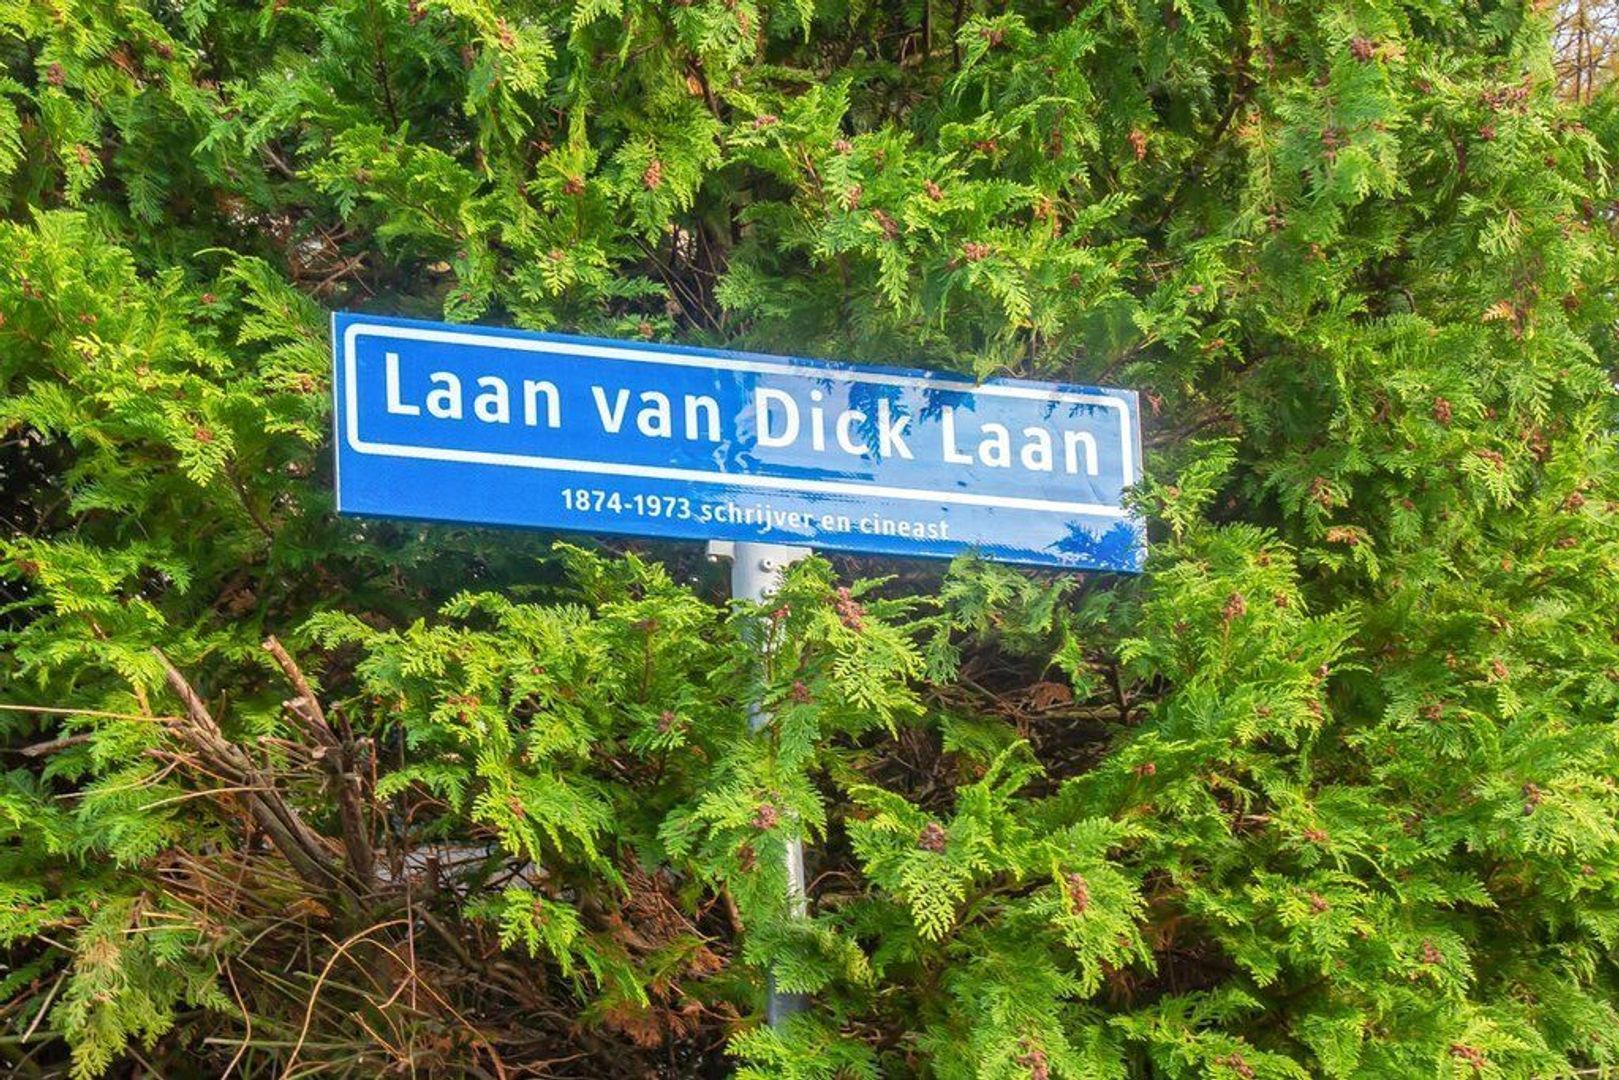 Laan van Dick Laan
1874-1973 schrijver en cineast